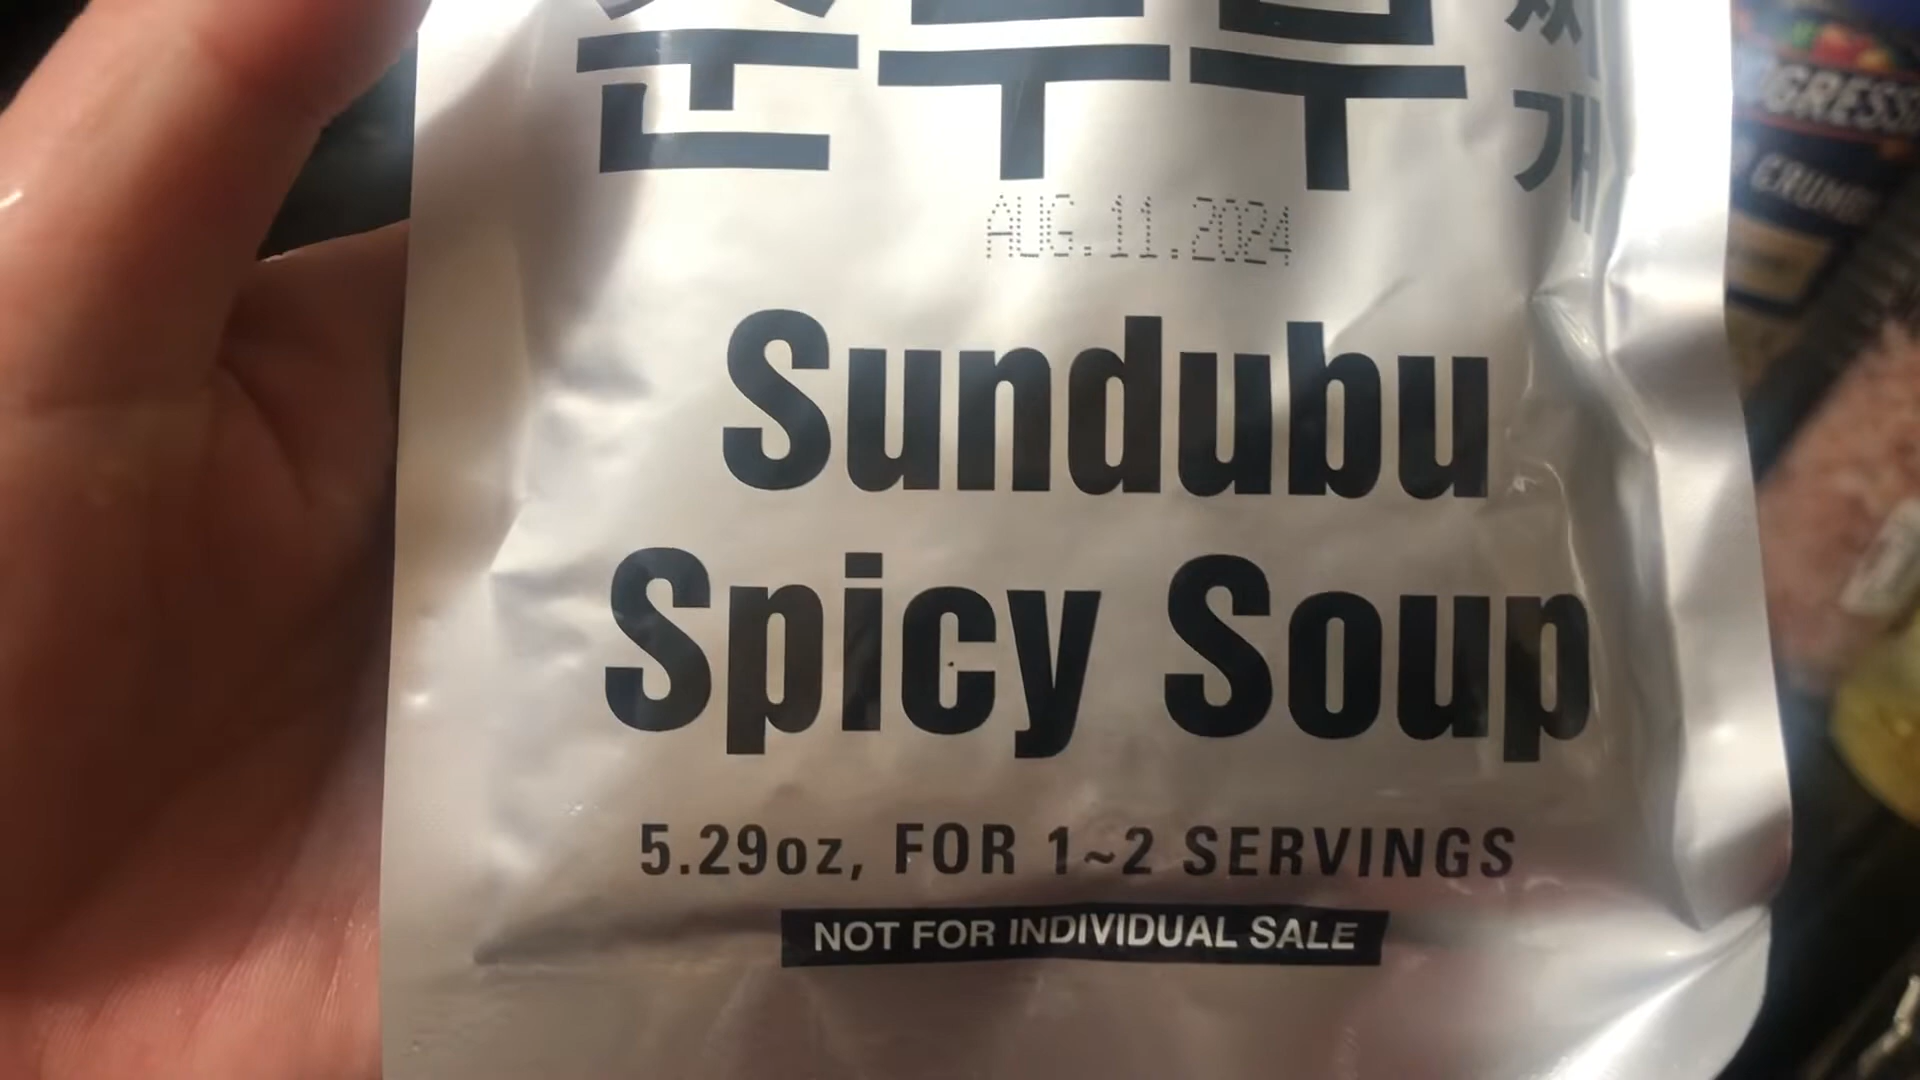 순두부
찌개
AUG.11.2024
Sundubu
Spicy Soup
5.29oz, FOR 1~2 SERVINGS
NOT FOR INDIVIDUAL SALE
CRUMB